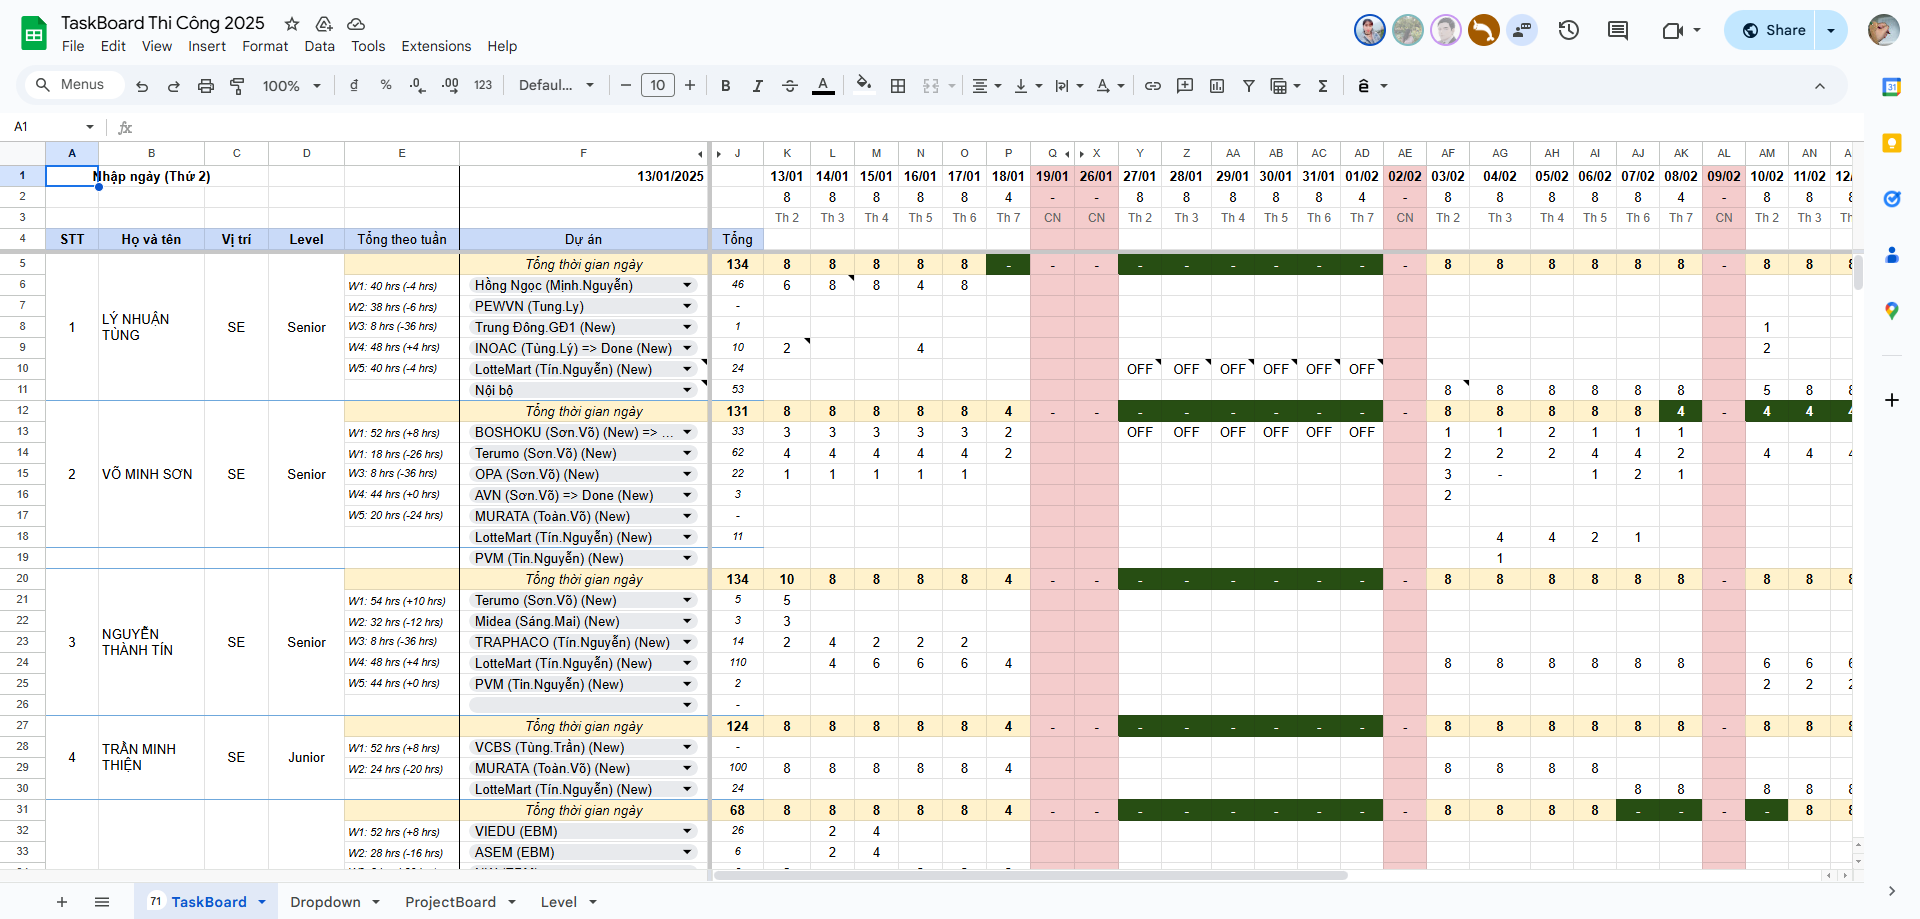 TaskBoard Thi Công 2025
File Edit View Insert Format Data Tools Extensions Help
Share
Menus 100% ₫ % .0 .00 123 Defaul... − 10 + B I A Σ ê
A1 fx
A B C D E F J K L M N O P Q X Y Z AA AB AC AD AE AF AG AH AI AJ AK AL AM AN
1 Nhập ngày (Thứ 2) 13/01/2025 13/01 14/01 15/01 16/01 17/01 18/01 19/01 26/01 27/01 28/01 29/01 30/01 31/01 01/02 02/02 03/02 04/02 05/02 06/02 07/02 08/02 09/02 10/02 11/02
2 8 8 8 8 8 4 - - 8 8 8 8 8 4 - 8 8 8 8 8 4 - 8 8 8
3 Th 2 Th 3 Th 4 Th 5 Th 6 Th 7 CN CN Th 2 Th 3 Th 4 Th 5 Th 6 Th 7 CN Th 2 Th 3 Th 4 Th 5 Th 6 Th 7 CN Th 2 Th 3
4 STT Họ và tên Vị trí Level Tổng theo tuần Dự án Tổng
5 Tổng thời gian ngày 134 8 8 8 8 8 - - - - - - - - - - 8 8 8 8 8 8 - 8 8 8
6 W1: 40 hrs (-4 hrs) Hồng Ngọc (Mịnh.Nguyễn) 46 6 8 8 4 8
7 W2: 38 hrs (-6 hrs) PEWVN (Tung.Ly) -
8 1 LÝ NHUẬN TÙNG SE Senior W3: 8 hrs (-36 hrs) Trung Đông.GĐ1 (New) 1 1
9 W4: 48 hrs (+4 hrs) INOAC (Tùng.Lý) => Done (New) 10 2 4 2
10 W5: 40 hrs (-4 hrs) LotteMart (Tín.Nguyễn) (New) 24 OFF OFF OFF OFF OFF OFF
11 Nội bộ 53 8 8 8 8 8 8 5 8 8
12 Tổng thời gian ngày 131 8 8 8 8 8 4 - - - - - - - - - 8 8 8 8 8 4 - 4 4 4
13 W1: 52 hrs (+8 hrs) BOSHOKU (Sơn.Võ) (New) => ... 33 3 3 3 3 3 2 OFF OFF OFF OFF OFF OFF 1 1 2 1 1 1
14 W1: 18 hrs (-26 hrs) Terumo (Sơn.Võ) (New) 62 4 4 4 4 4 2 2 2 2 4 4 2 4 4 4
15 2 VÕ MINH SƠN SE Senior W3: 8 hrs (-36 hrs) OPA (Sơn.Võ) (New) 22 1 1 1 1 1 3 - 1 2 1
16 W4: 44 hrs (+0 hrs) AVN (Sơn.Võ) => Done (New) 3 2
17 W5: 20 hrs (-24 hrs) MURATA (Toàn.Võ) (New) -
18 LotteMart (Tín.Nguyễn) (New) 11 4 4 2 1
19 PVM (Tin.Nguyễn) (New) 1
20 Tổng thời gian ngày 134 10 8 8 8 8 4 - - - - - - - - - 8 8 8 8 8 8 - 8 8 8
21 W1: 54 hrs (+10 hrs) Terumo (Sơn.Võ) (New) 5 5
22 W2: 32 hrs (-12 hrs) Midea (Sáng.Mai) (New) 3 3
23 3 NGUYỄN THÀNH TÍN SE Senior W3: 8 hrs (-36 hrs) TRAPHACO (Tín.Nguyễn) (New) 14 2 4 2 2 2
24 W4: 48 hrs (+4 hrs) LotteMart (Tín.Nguyễn) (New) 110 4 6 6 6 4 8 8 8 8 8 8 6 6 6
25 W5: 44 hrs (+0 hrs) PVM (Tin.Nguyễn) (New) 2 2 2 2
26 -
27 Tổng thời gian ngày 124 8 8 8 8 8 4 - - - - - - - - - 8 8 8 8 8 8 - 8 8 8
28 W1: 52 hrs (+8 hrs) VCBS (Tùng.Trần) (New) -
29 4 TRẦN MINH THIỆN SE Junior W2: 24 hrs (-20 hrs) MURATA (Toàn.Võ) (New) 100 8 8 8 8 8 4 8 8 8 8
30 LotteMart (Tín.Nguyễn) (New) 24 8 8 8 8 8
31 Tổng thời gian ngày 68 8 8 8 8 8 4 - - - - - - - - - 8 8 8 8 - - - - 8 8
32 W1: 52 hrs (+8 hrs) VIEDU (EBM) 26 2 4
33 W2: 28 hrs (-16 hrs) ASEM (EBM) 6 2 4
+ 71 TaskBoard Dropdown ProjectBoard Level